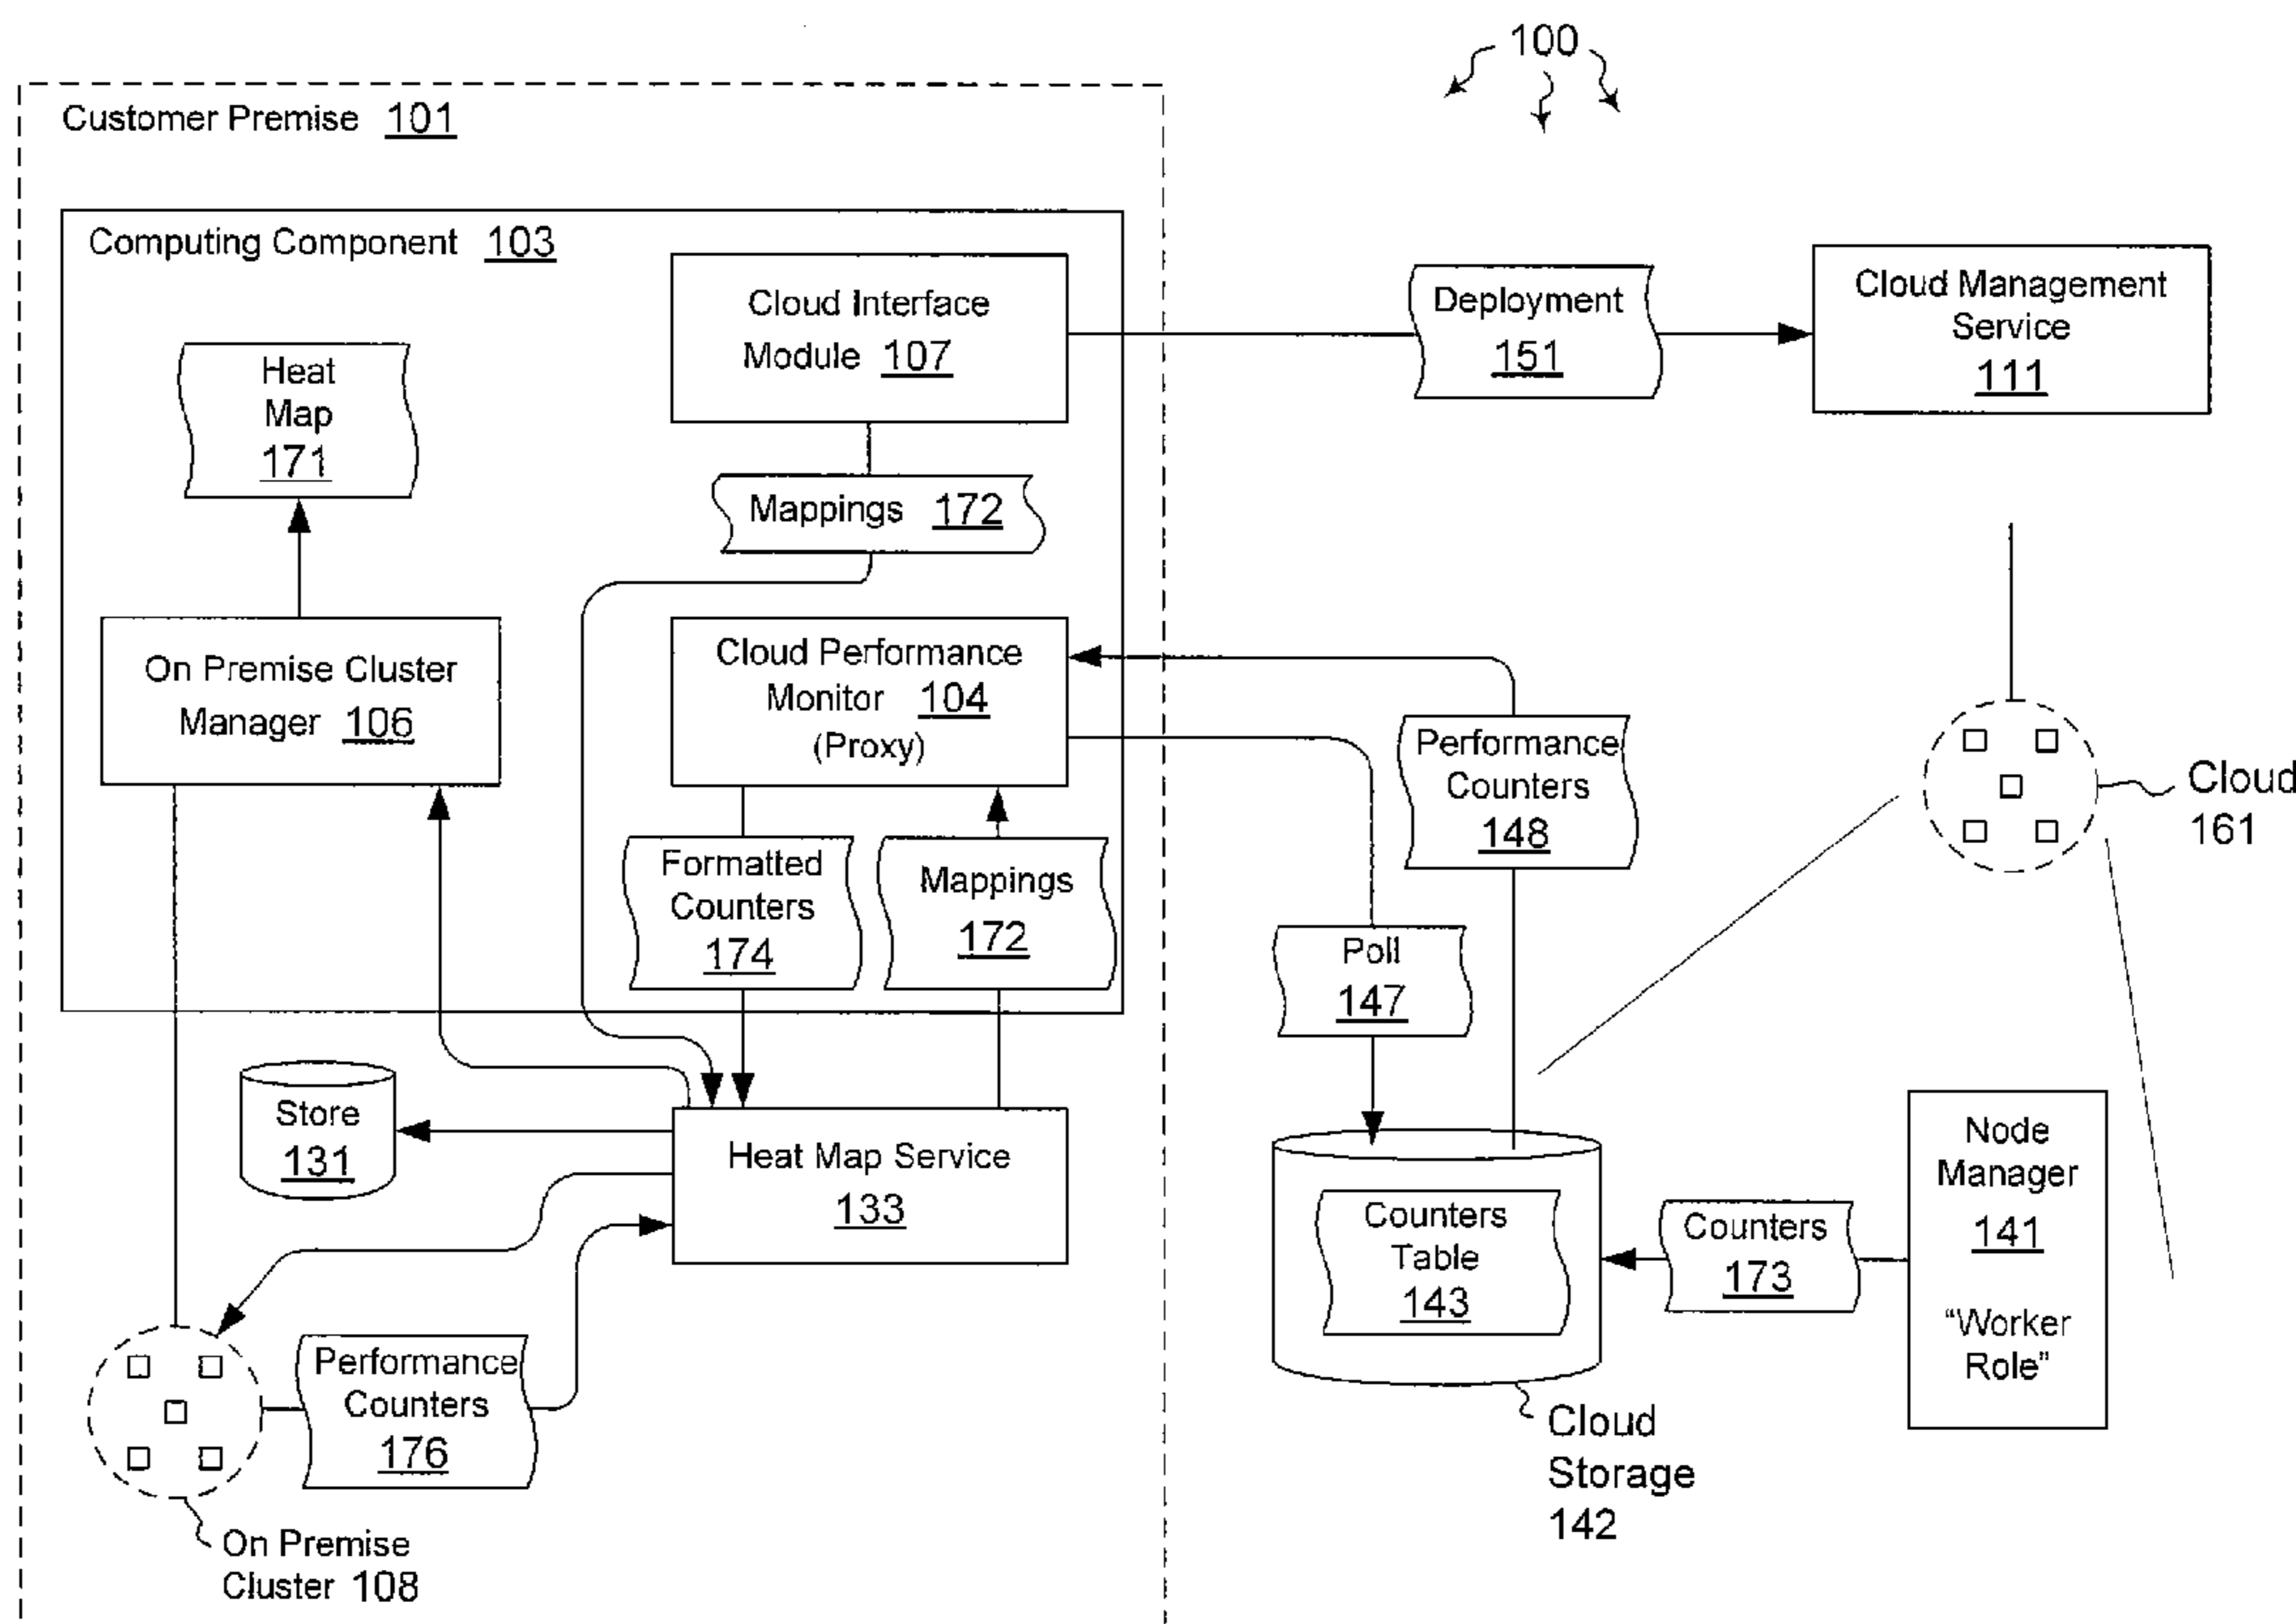 100
Customer Premise 101
Computing Component 103
Cloud Interface
Module 107
Deployment
151
Cloud Management
Service
111
Heat
Map
171
Mappings 172
On Premise Cluster
Manager 106
Cloud Performance
Monitor 104
(Proxy)
Performance
Counters
148
Cloud
161
Formatted
Counters
174
Mappings
172
Poll
147
Store
131
Heat Map Service
133
Node
Manager
141
"Worker
Role"
Counters
Table
143
Counters
173
Performance
Counters
176
Cloud
Storage
142
On Premise
Cluster 108